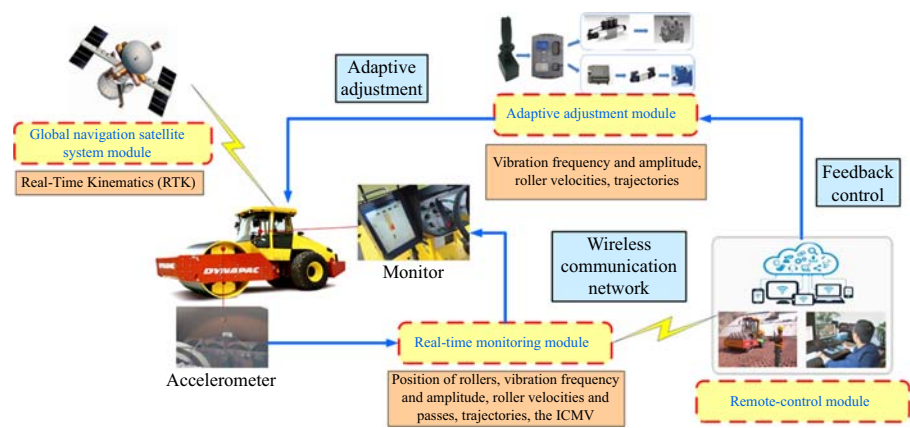 Adaptive
adjustment
Global navigation satellite
system module
Real-Time Kinematics (RTK)
Adaptive adjustment module
Vibration frequency and amplitude,
roller velocities, trajectories
Feedback
control
DYNAPAC
Monitor
Wireless
communication
network
Accelerometer
Real-time monitoring module
Position of rollers, vibration frequency
and amplitude, roller velocities and
passes, trajectories, the ICMV
Remote-control module